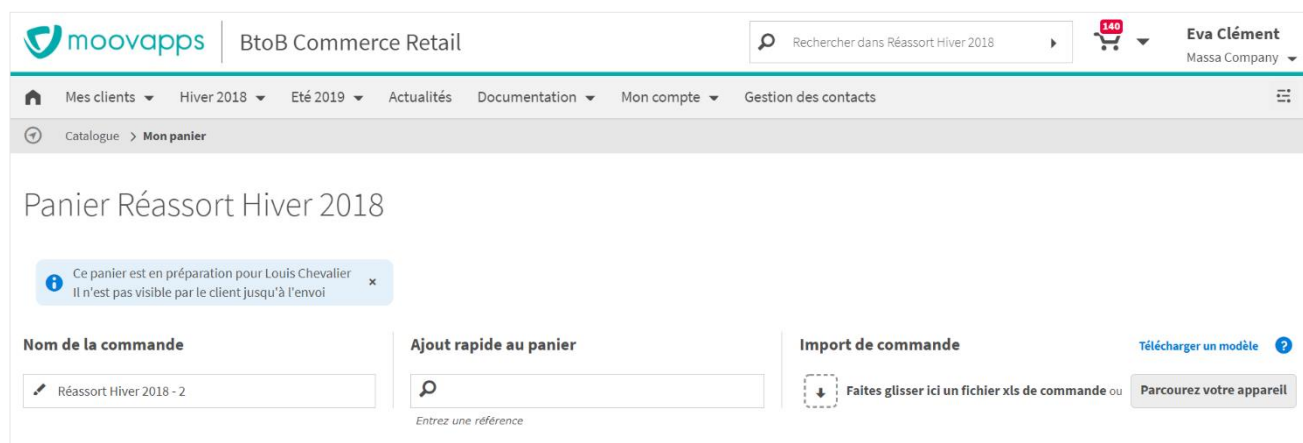 moovapps BtoB Commerce Retail Rechercher dans Réassort Hiver 2018 140 Eva Clément
Massa Company
Mes clients Hiver 2018 Eté 2019 Actualités Documentation Mon compte Gestion des contacts
Catalogue > Mon panier
Panier Réassort Hiver 2018
Ce panier est en préparation pour Louis Chevalier
Il n'est pas visible par le client jusqu'à l'envoi
×
Nom de la commande Ajout rapide au panier Import de commande Télécharger un modèle ?
Réassort Hiver 2018 - 2 Faites glisser ici un fichier xls de commande ou Parcourez votre appareil
Entrez une référence